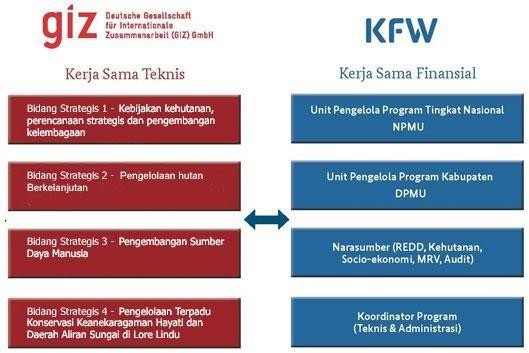 giz
Deutsche Gesellschaft
für Internationale
Zusammenarbeit (GIZ) GmbH
Kerja Sama Teknis
Bidang Strategis 1 - Kebijakan kehutanan,
perencanaan strategis dan pengembangan
kelembagaan
Bidang Strategis 2 - Pengelolaan hutan
Berkelanjutan
Bidang Strategis 3 - Pengembangan Sumber
Daya Manusia
Bidang Strategis 4 - Pengelolaan Terpadu
Konservasi Keanekaragaman Hayati dan
Daerah Aliran Sungai di Lore Lindu
KFW
Kerja Sama Finansial
Unit Pengelola Program Tingkat Nasional
NPMU
Unit Pengelola Program Kabupaten
DPMU
Narasumber (REDD, Kehutanan,
Socio-ekonomi, MRV, Audit)
Koordinator Program
(Teknis & Administrasi)